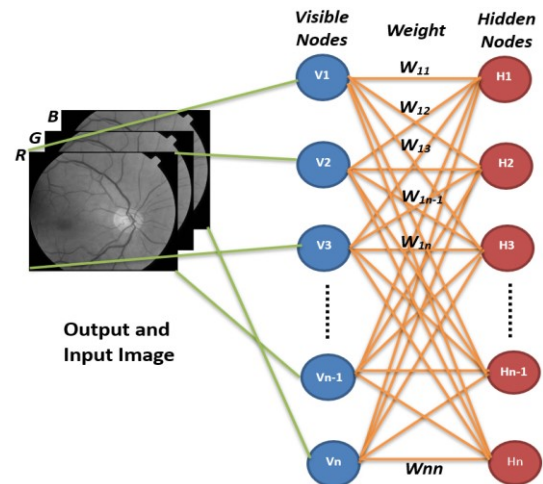 Visible
Nodes
Weight
Hidden
Nodes
V1
W11
H1
B
G
R
W12
W13
V2
H2
W1n-1
W1n
V3
H3
Output and
Input Image
Vn-1
Hn-1
Vn
Wnn
Hn